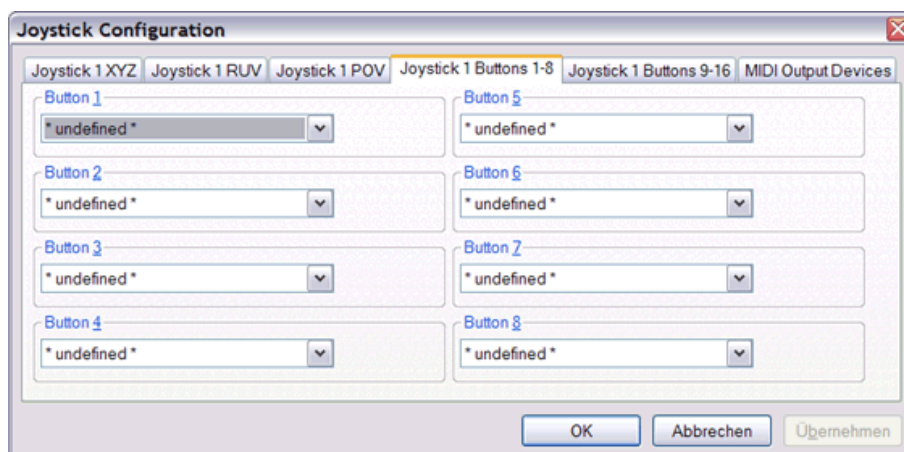 Joystick Configuration
Joystick 1 XYZ Joystick 1 RUV Joystick 1 POV Joystick 1 Buttons 1-8 Joystick 1 Buttons 9-16 MIDI Output Devices
Button 1 Button 5
* undefined * * undefined *
Button 2 Button 6
* undefined * * undefined *
Button 3 Button 7
* undefined * * undefined *
Button 4 Button 8
* undefined * * undefined *
OK Abbrechen Übernehmen